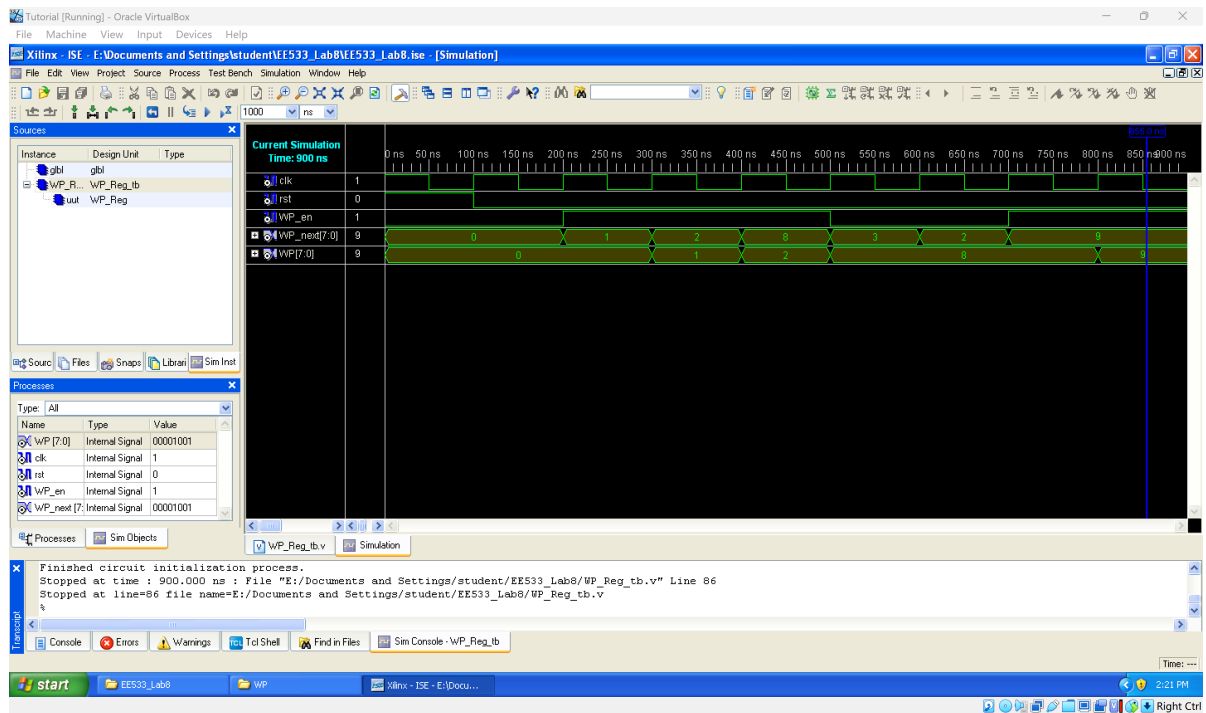 Tutorial [Running] - Oracle VirtualBox
File Machine View Input Devices Help
Xilinx - ISE - E:\Documents and Settings\student\EE533_Lab8\EE533_Lab8.ise - [Simulation]
File Edit View Project Source Process Test Bench Simulation Window Help
1000 ns
Sources
Instance Design Unit Type
glbl glbl
WP_R... WP_Reg_tb
uut WP_Reg
Sourc Files Snaps Librari Sim Inst
Processes
Type: All
Name Type Value
WP [7:0] Internal Signal 00001001
clk Internal Signal 1
rst Internal Signal 0
WP_en Internal Signal 1
WP_next [7: Internal Signal 00001001
Processes Sim Objects
Current Simulation
Time: 900 ns
0 ns 50 ns 100 ns 150 ns 200 ns 250 ns 300 ns 350 ns 400 ns 450 ns 500 ns 550 ns 600 ns 650 ns 700 ns 750 ns 800 ns 850 ns 900 ns
clk 1
rst 0
WP_en 1
WP_next[7:0] 9 0 1 2 8 3 2 9
WP[7:0] 9 0 1 2 8 9
WP_Reg_tb.v Simulation
Finished circuit initialization process.
Stopped at time : 900.000 ns : File "E:/Documents and Settings/student/EE533_Lab8/WP_Reg_tb.v" Line 86
Stopped at line=86 file name=E:/Documents and Settings/student/EE533_Lab8/WP_Reg_tb.v
%
Transcript
Console Errors Warnings TCL Tcl Shell Find in Files Sim Console - WP_Reg_tb
Time: ---
start EE533_Lab8 WP Xilinx - ISE - E:\Docu... 2:21 PM
Right Ctrl